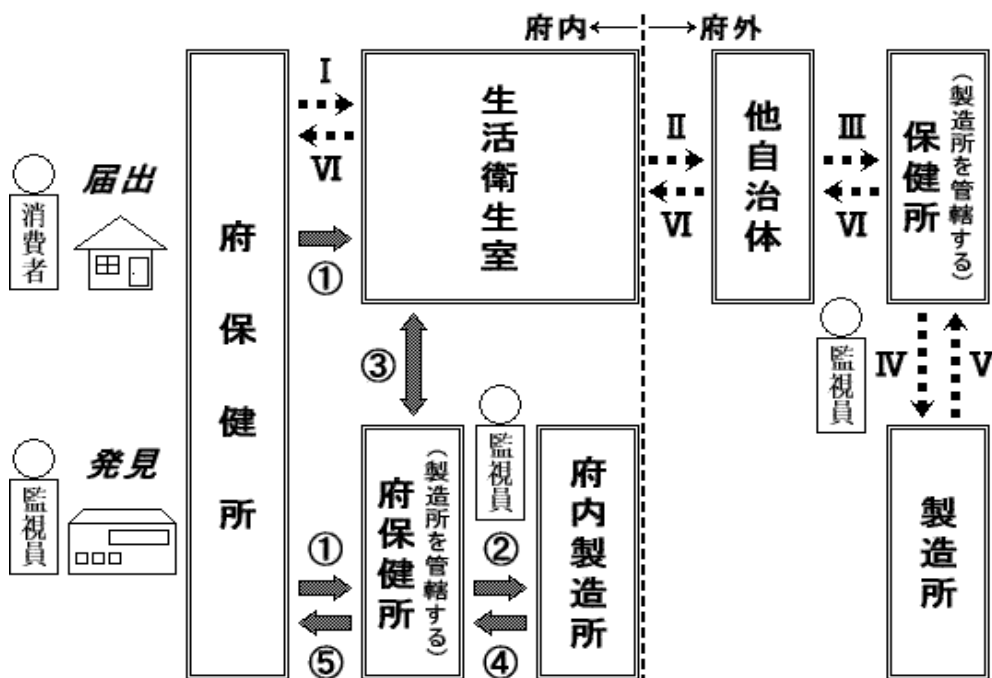 府内←→府外
Ⅰ
Ⅵ
生活衛生室
Ⅱ
Ⅵ
他自治体
Ⅲ
Ⅵ
保健所
（製造所を管轄する）
届出
消費者
府保健所
①
③
監視員
Ⅳ
Ⅴ
発見
監視員
①
⑤
府保健所
（製造所を管轄する）
監視員
②
④
府内製造所
製造所